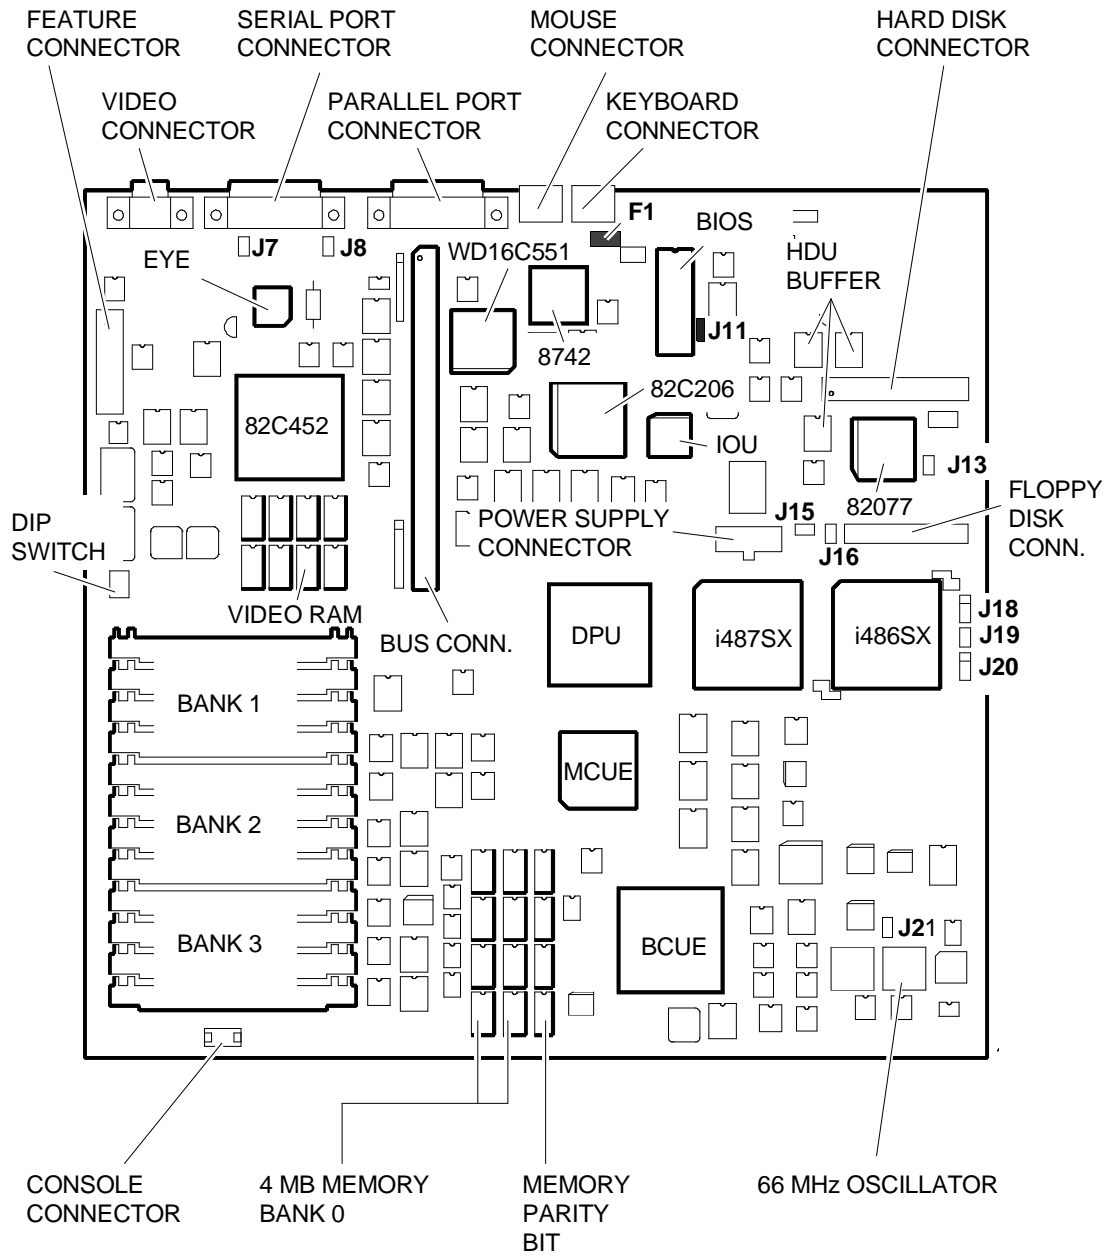 FEATURE
CONNECTOR
SERIAL PORT
CONNECTOR
MOUSE
CONNECTOR
HARD DISK
CONNECTOR
VIDEO
CONNECTOR
PARALLEL PORT
CONNECTOR
KEYBOARD
CONNECTOR
F1
BIOS
J7
J8
EYE
WD16C551
HDU
BUFFER
J11
8742
82C206
82C452
IOU
J13
82077
DIP
SWITCH
POWER SUPPLY
CONNECTOR
J15
J16
FLOPPY
DISK
CONN.
VIDEO RAM
BUS CONN.
DPU
i487SX
i486SX
J18
J19
J20
BANK 1
MCUE
BANK 2
BANK 3
BCUE
J21
CONSOLE
CONNECTOR
4 MB MEMORY
BANK 0
MEMORY
PARITY
BIT
66 MHz OSCILLATOR